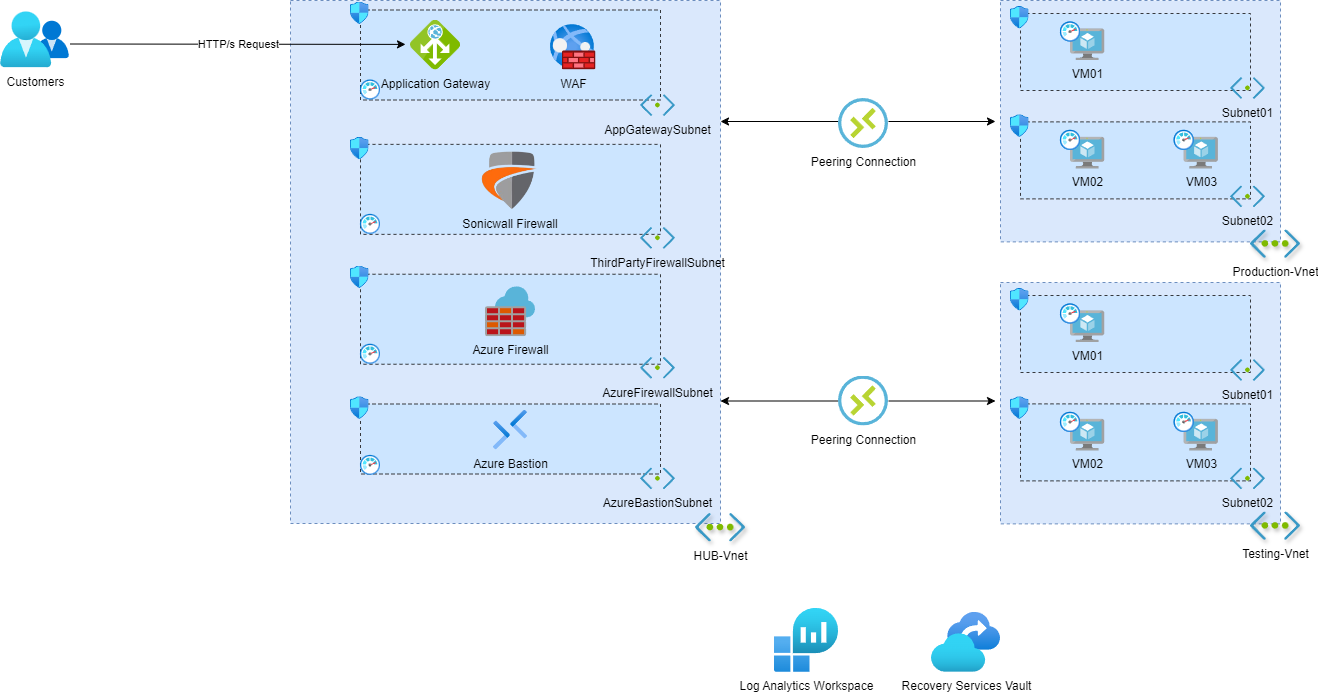 Customers
HTTP/s Request
Application Gateway
WAF
AppGatewaySubnet
Sonicwall Firewall
ThirdPartyFirewallSubnet
Azure Firewall
AzureFirewallSubnet
Azure Bastion
AzureBastionSubnet
HUB-Vnet
Peering Connection
Peering Connection
VM01
Subnet01
VM02
VM03
Subnet02
Production-Vnet
VM01
Subnet01
VM02
VM03
Subnet02
Testing-Vnet
Log Analytics Workspace
Recovery Services Vault